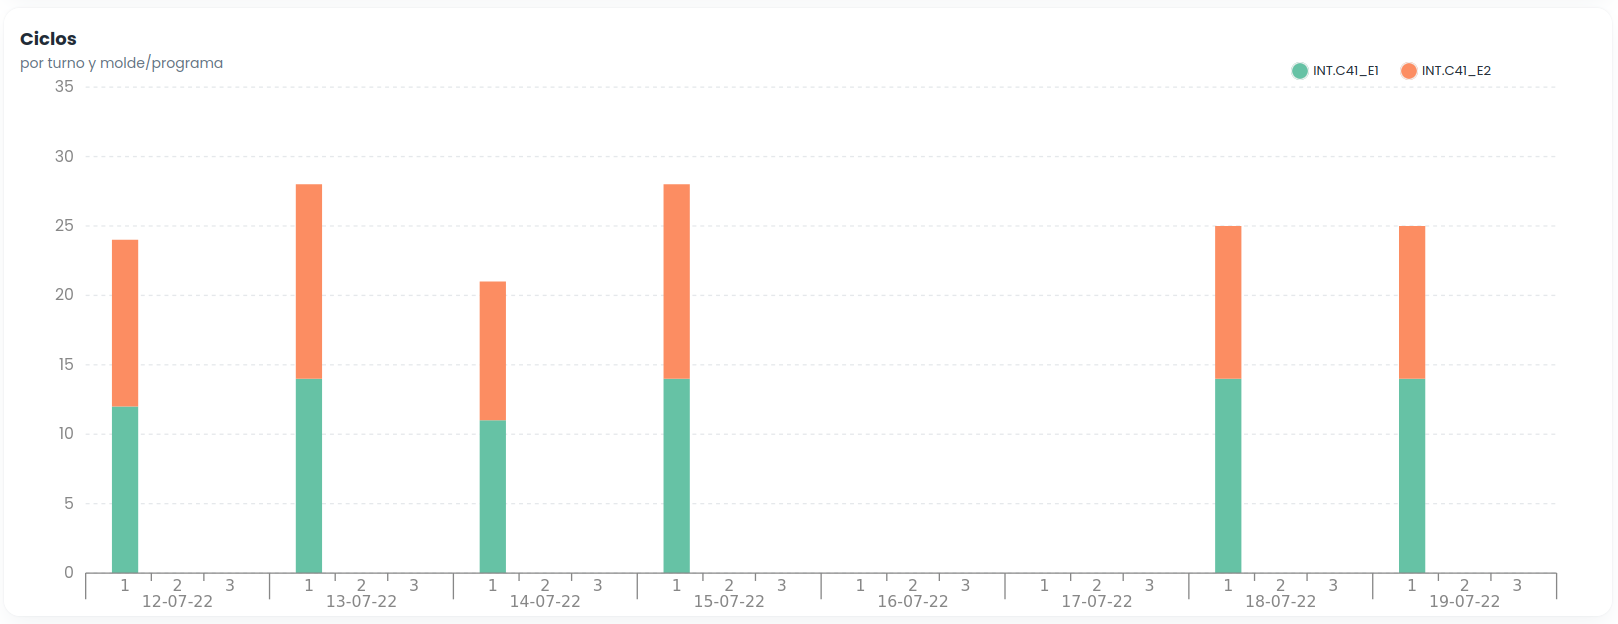 Ciclos
por turno y molde/programa
INT.C41_E1 INT.C41_E2
35
30
25
20
15
10
5
0
1 2 3 1 2 3 1 2 3 1 2 3 1 2 3 1 2 3 1 2 3 1 2 3
12-07-22 13-07-22 14-07-22 15-07-22 16-07-22 17-07-22 18-07-22 19-07-22